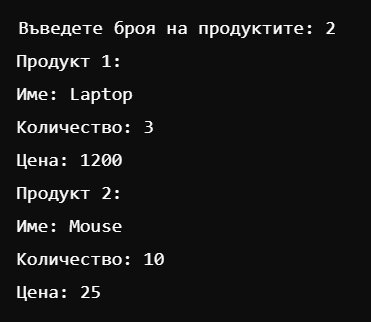 Въведете броя на продуктите: 2
Продукт 1:
Име: Laptop
Количество: 3
Цена: 1200
Продукт 2:
Име: Mouse
Количество: 10
Цена: 25